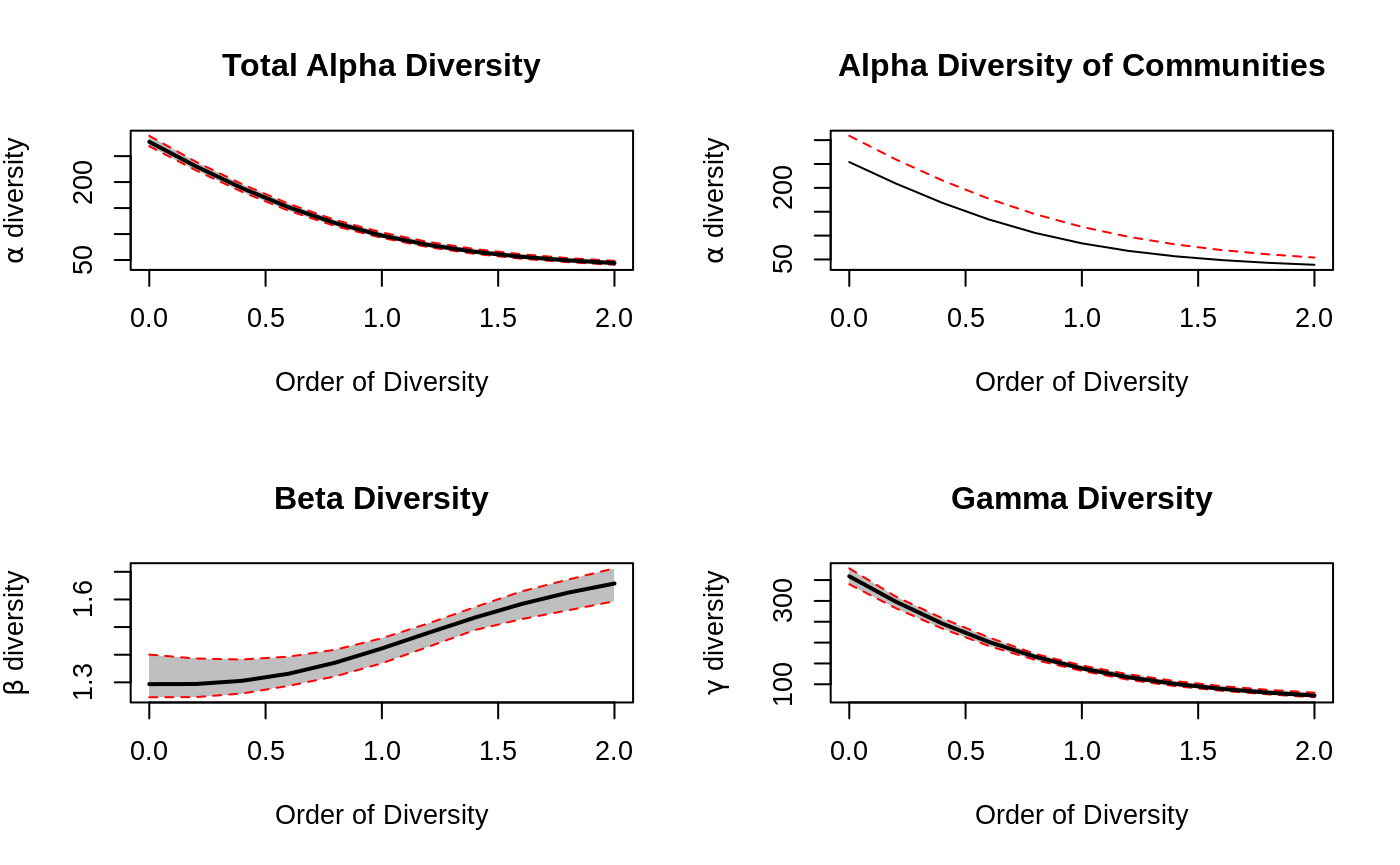 Total Alpha Diversity
α diversity
200
50
0.0 0.5 1.0 1.5 2.0
Order of Diversity
Alpha Diversity of Communities
α diversity
200
50
0.0 0.5 1.0 1.5 2.0
Order of Diversity
Beta Diversity
β diversity
1.6
1.3
0.0 0.5 1.0 1.5 2.0
Order of Diversity
Gamma Diversity
γ diversity
300
100
0.0 0.5 1.0 1.5 2.0
Order of Diversity